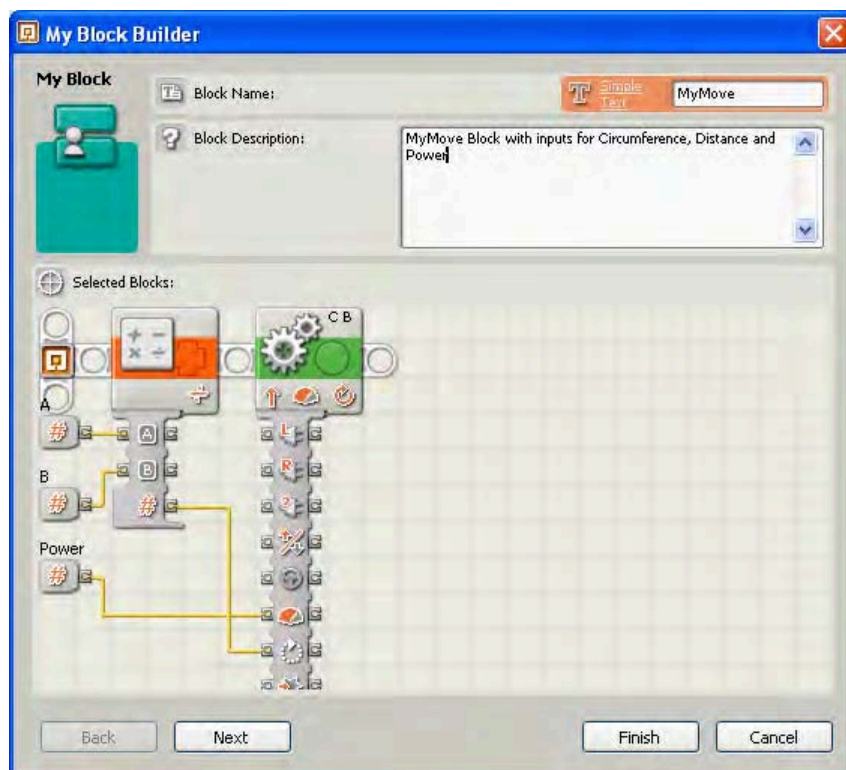 My Block Builder
My Block
Block Name:
Simple
Text
MyMove
Block Description:
MyMove Block with inputs for Circumference, Distance and
Power
Selected Blocks:
C B
A
# A
B
# B
#
Power
#
L
R
?
Back
Next
Finish
Cancel